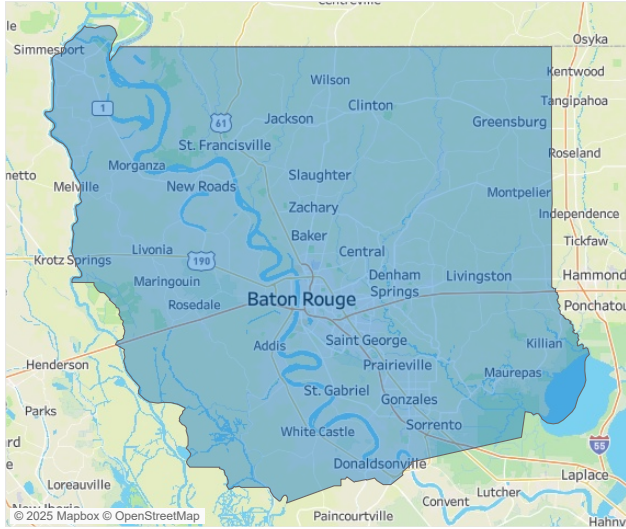 Centreville
Osyka
Simmesport
Kentwood
Wilson
Tangipahoa
Clinton
1
61
Jackson
Greensburg
St. Francisville
Roseland
Morganza
Slaughter
netto
Melville
New Roads
Montpelier
Zachary
Independence
Baker
Tickfaw
Livonia
Central
Krotz Springs
190
Hammond
Maringouin
Denham
Springs
Livingston
Rosedale
Baton Rouge
Ponchatou
Addis
Saint George
Killian
Henderson
Prairieville
Maurepas
St. Gabriel
Gonzales
Parks
White Castle
Sorrento
55
Donaldsonville
Laplace
Loreauville
Lutcher
Convent
Paincourtville
© 2025 Mapbox © OpenStreetMap